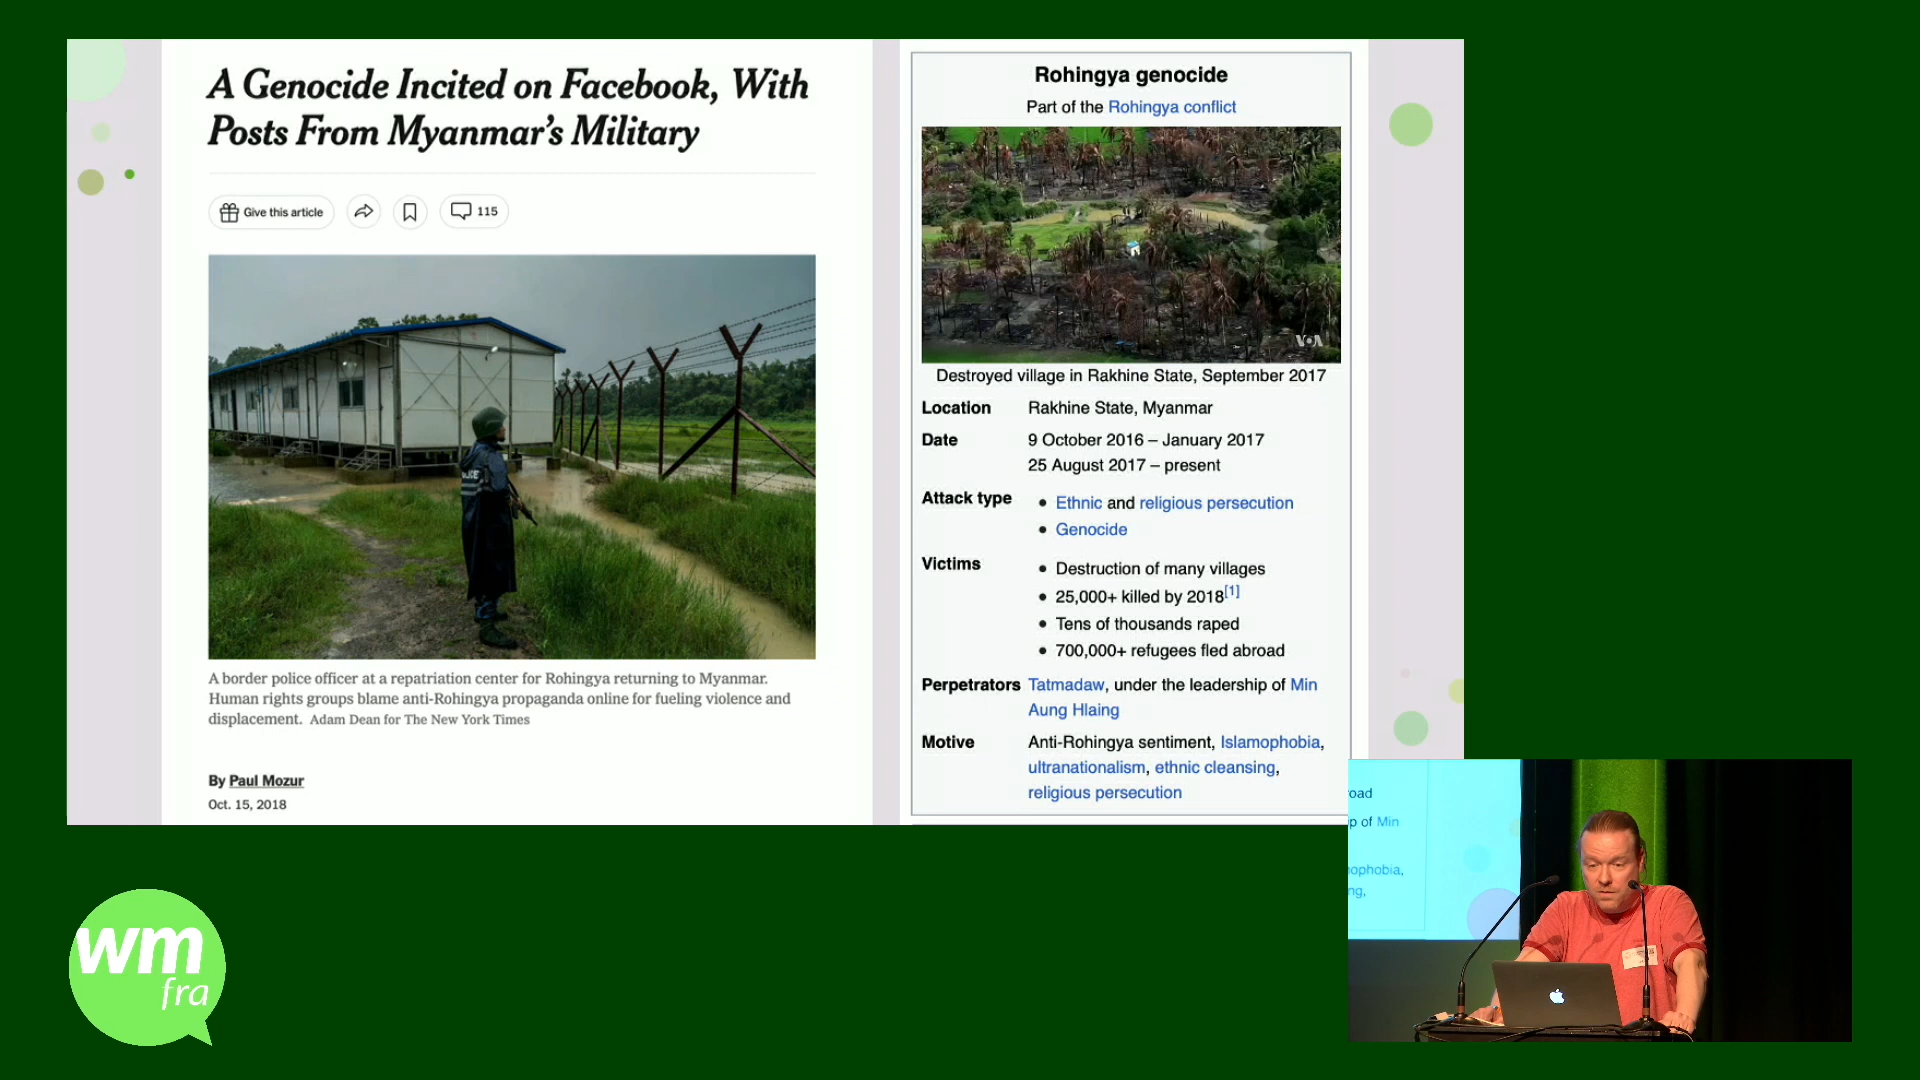 A Genocide Incited on Facebook, With
Posts From Myanmar's Military
Give this article
115
POLICE
A border police officer at a repatriation center for Rohingya returning to Myanmar.
Human rights groups blame anti-Rohingya propaganda online for fueling violence and
displacement. Adam Dean for The New York Times
By Paul Mozur
Oct. 15, 2018
Rohingya genocide
Part of the Rohingya conflict
VOA
Destroyed village in Rakhine State, September 2017
Location Rakhine State, Myanmar
Date 9 October 2016 – January 2017
25 August 2017 – present
Attack type • Ethnic and religious persecution
• Genocide
Victims • Destruction of many villages
• 25,000+ killed by 2018[1]
• Tens of thousands raped
• 700,000+ refugees fled abroad
Perpetrators Tatmadaw, under the leadership of Min
Aung Hlaing
Motive Anti-Rohingya sentiment, Islamophobia,
ultranationalism, ethnic cleansing,
religious persecution
road
p of Min
ophobia,
ng,
wm
fra